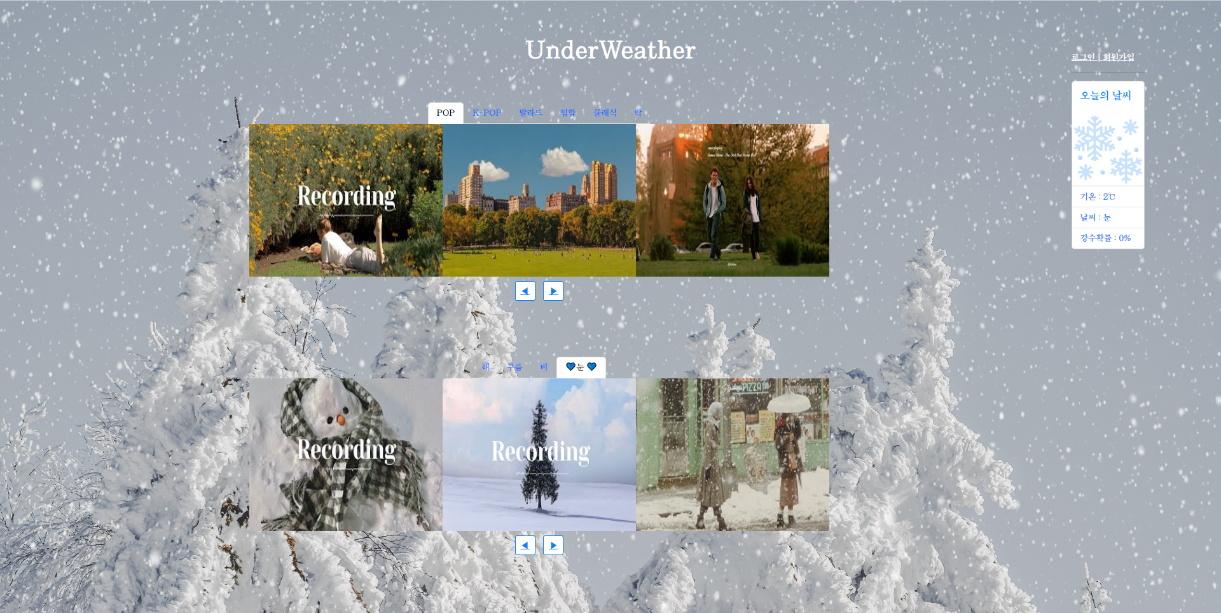 UnderWeather
로그인 | 회원가입
오늘의 날씨
기온 : 2℃
날씨 : 눈
강수확률 : 0%
POP K-POP 발라드 힙합 클래식 락
Recording
해 구름 비 💙눈💙
Recording
Recording
PIZZA